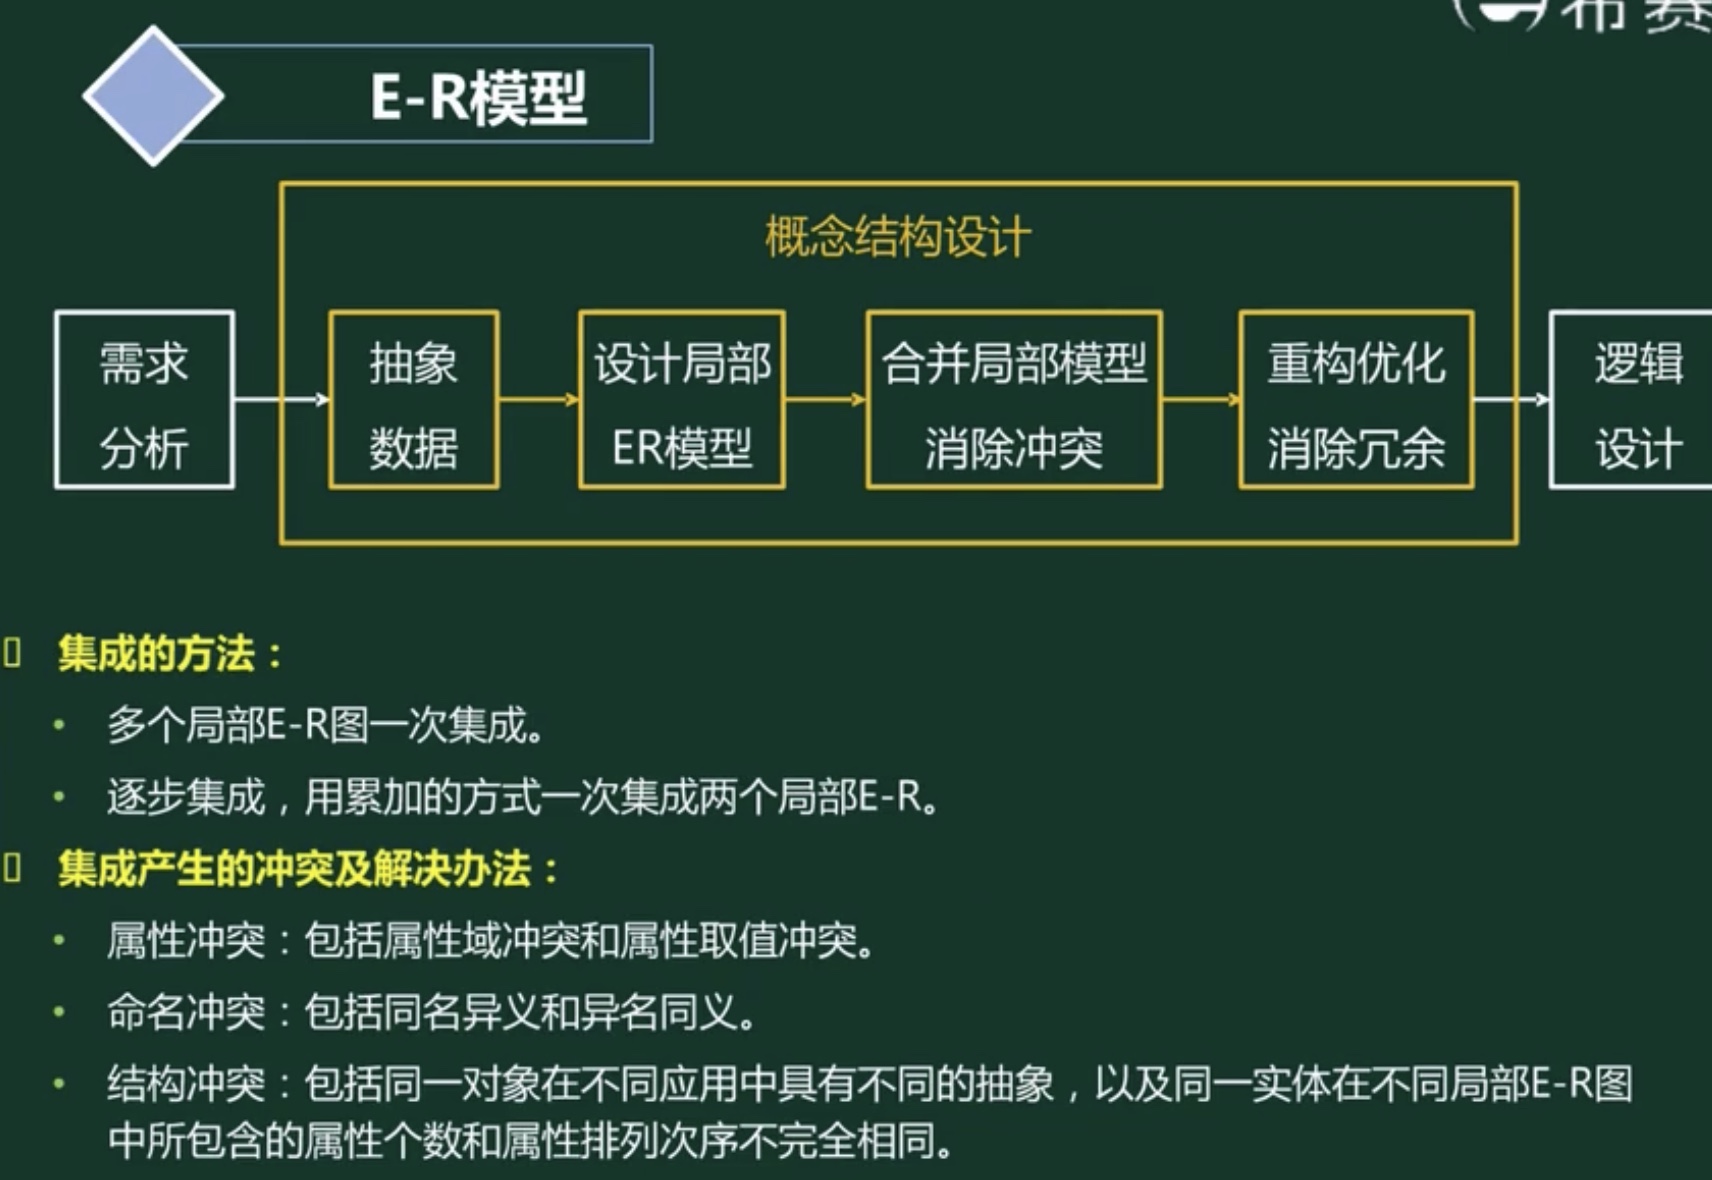 希赛
E-R模型
概念结构设计
需求
分析
抽象
数据
设计局部
ER模型
合并局部模型
消除冲突
重构优化
消除冗余
逻辑
设计
集成的方法：
• 多个局部E-R图一次集成。
• 逐步集成，用累加的方式一次集成两个局部E-R。
集成产生的冲突及解决办法：
• 属性冲突：包括属性域冲突和属性取值冲突。
• 命名冲突：包括同名异义和异名同义。
• 结构冲突：包括同一对象在不同应用中具有不同的抽象，以及同一实体在不同局部E-R图
中所包含的属性个数和属性排列次序不完全相同。